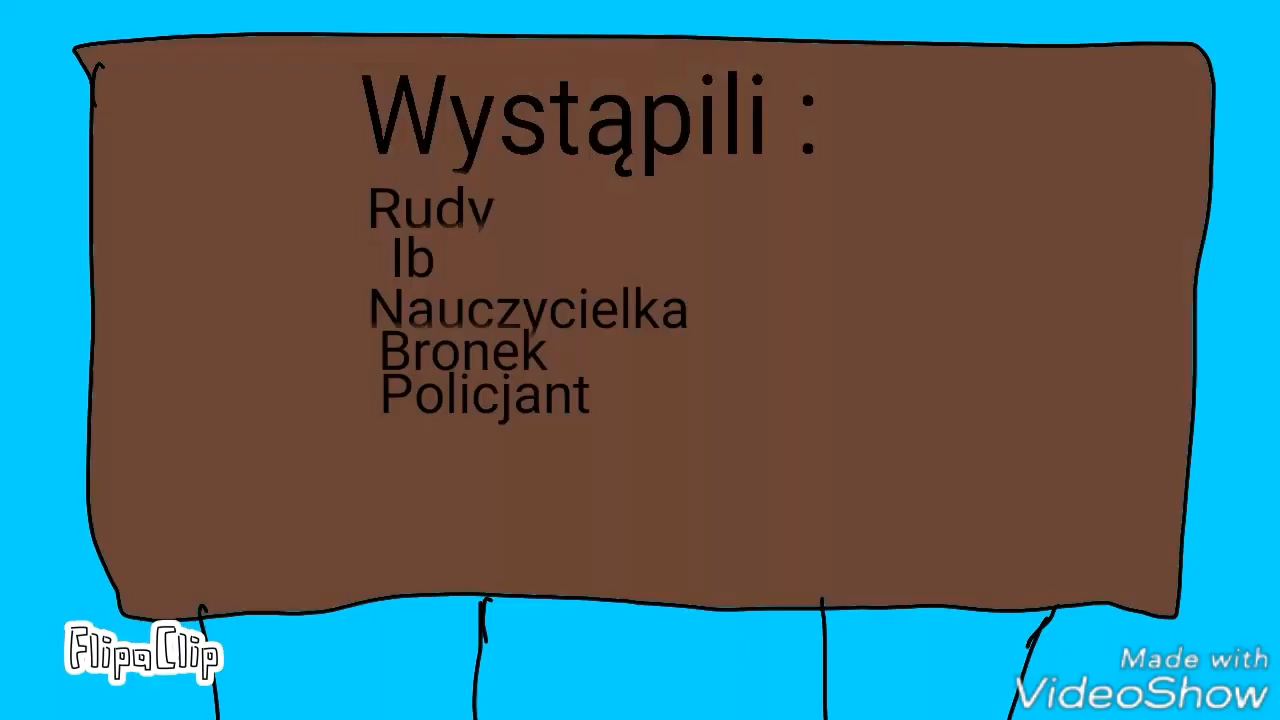 Wystąpili :
Rudy
Ib
Nauczycielka
Bronek
Policjant
FlipaClip
Made with
VideoShow